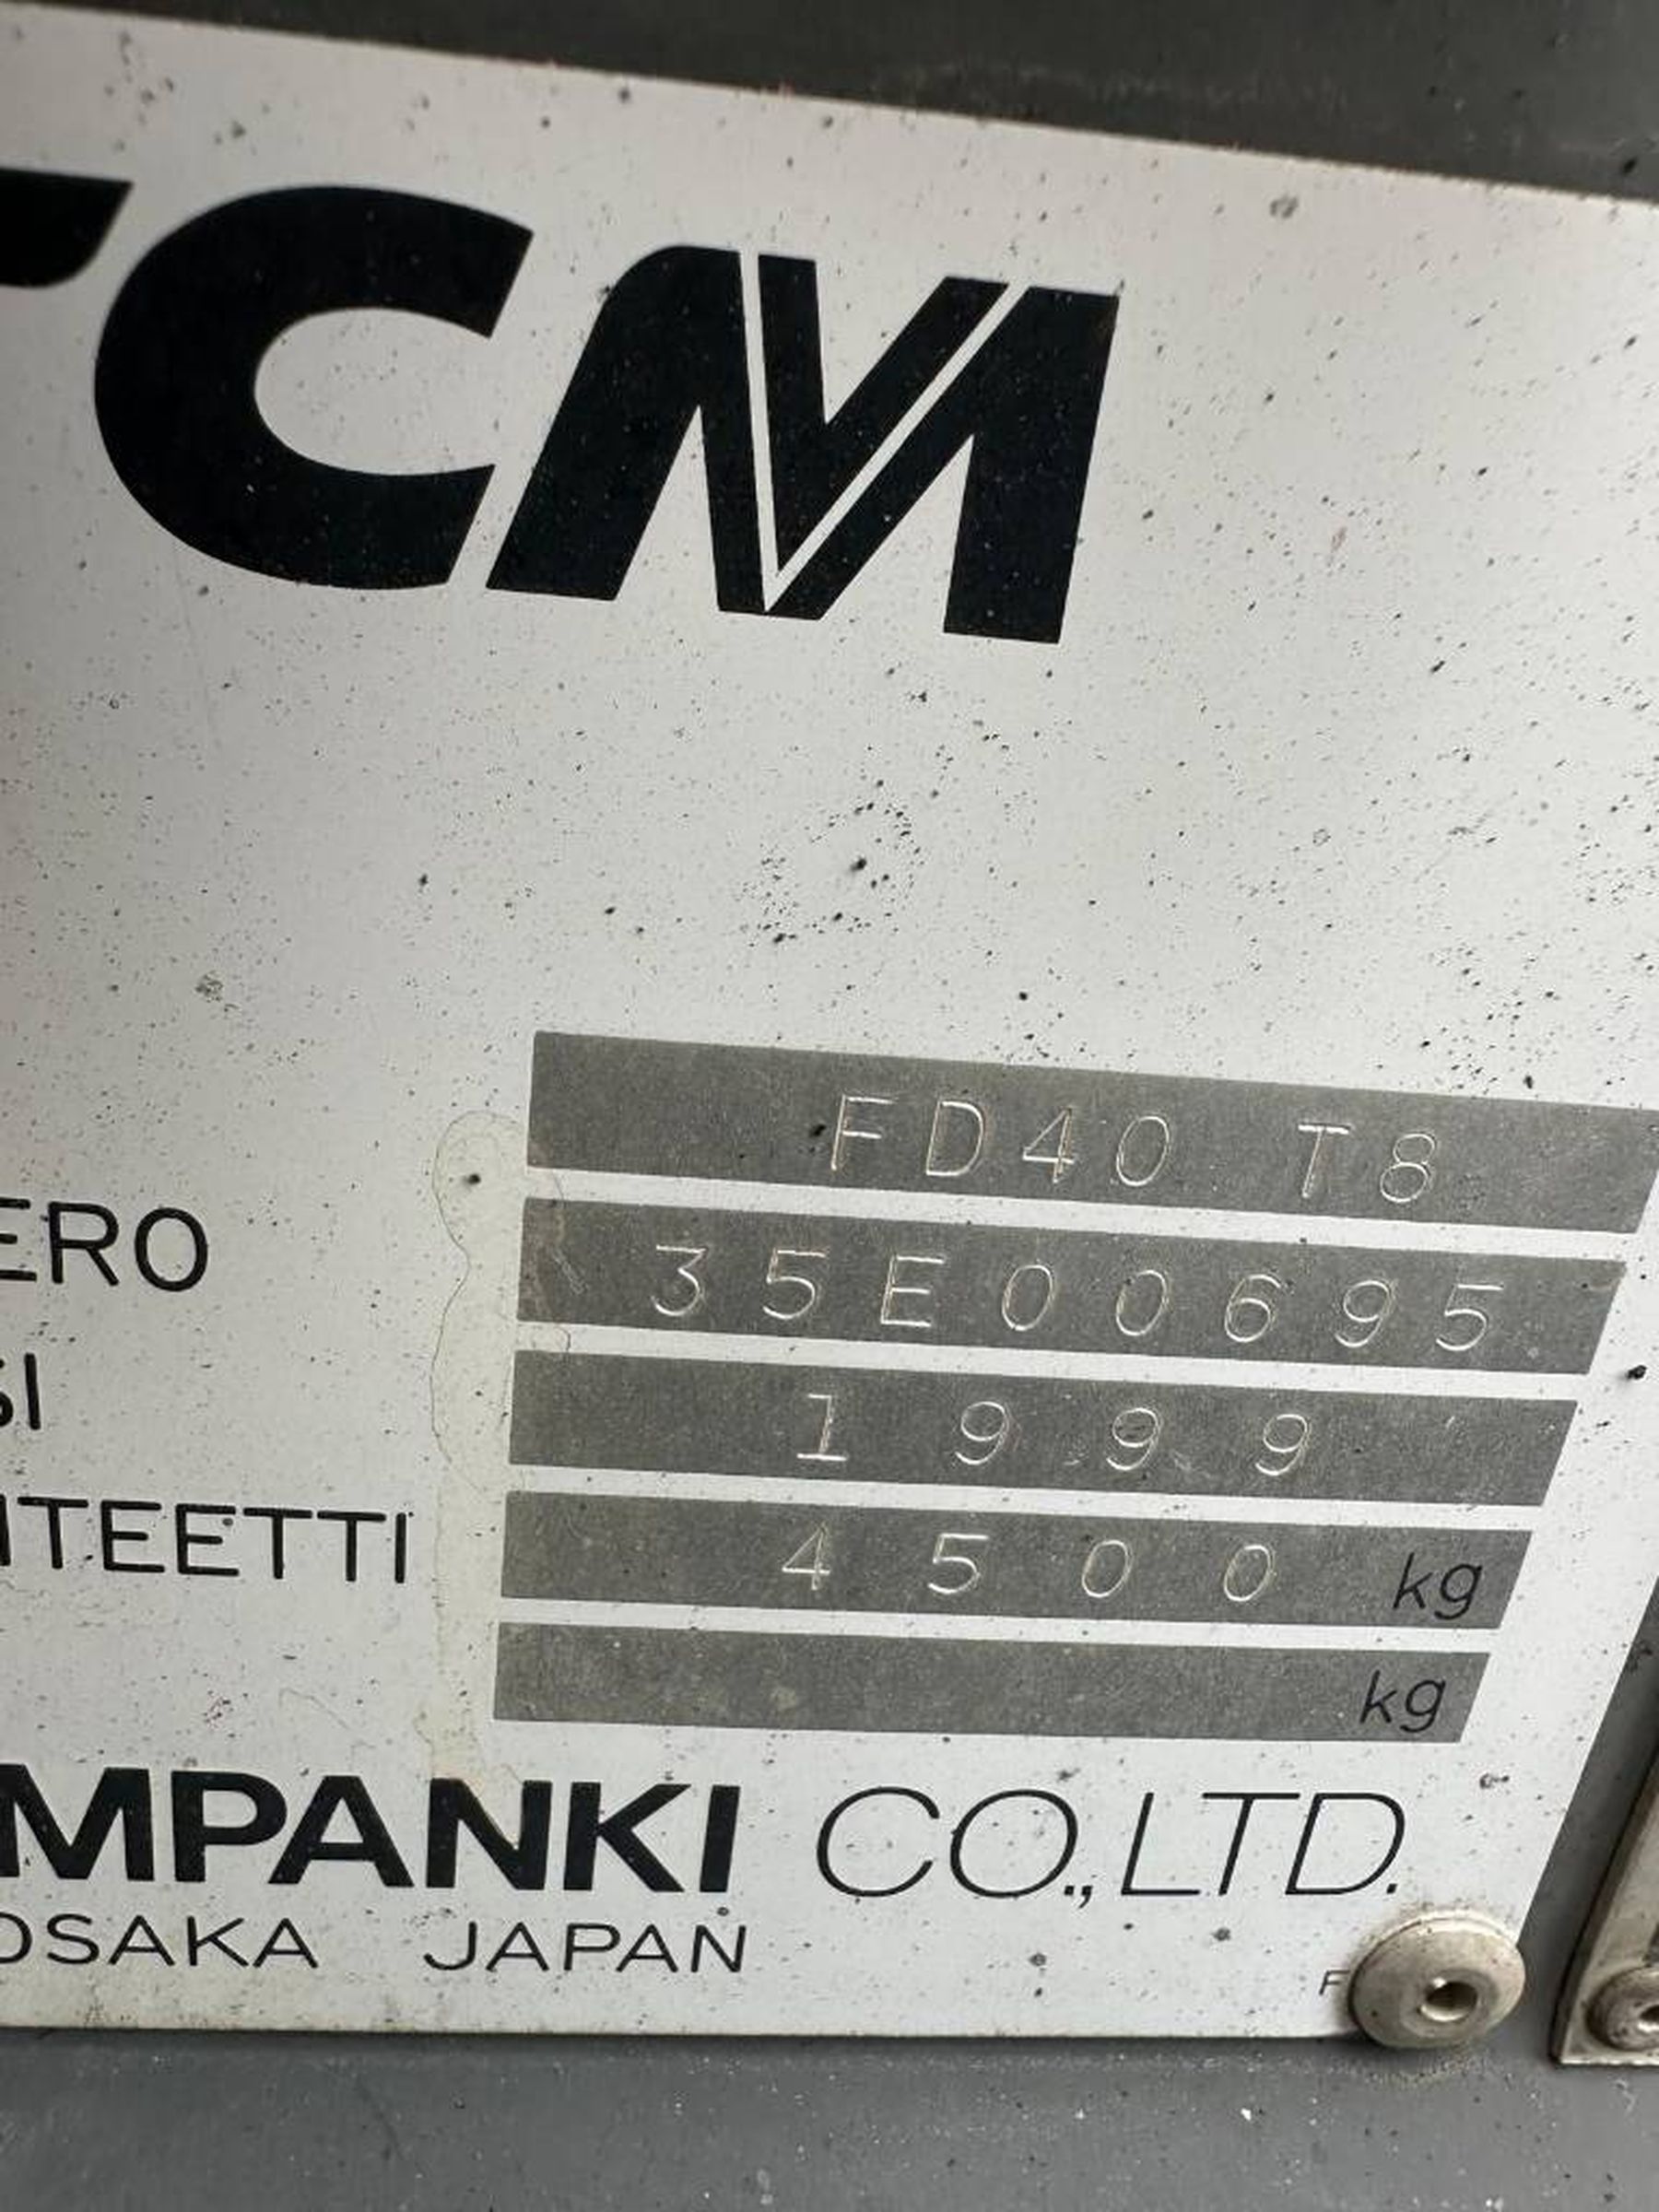 TCM
FD40 T8
ERO 35E00695
SI 1999
ITEETTI 4500 kg
kg
MPANKI CO.,LTD.
OSAKA JAPAN
F